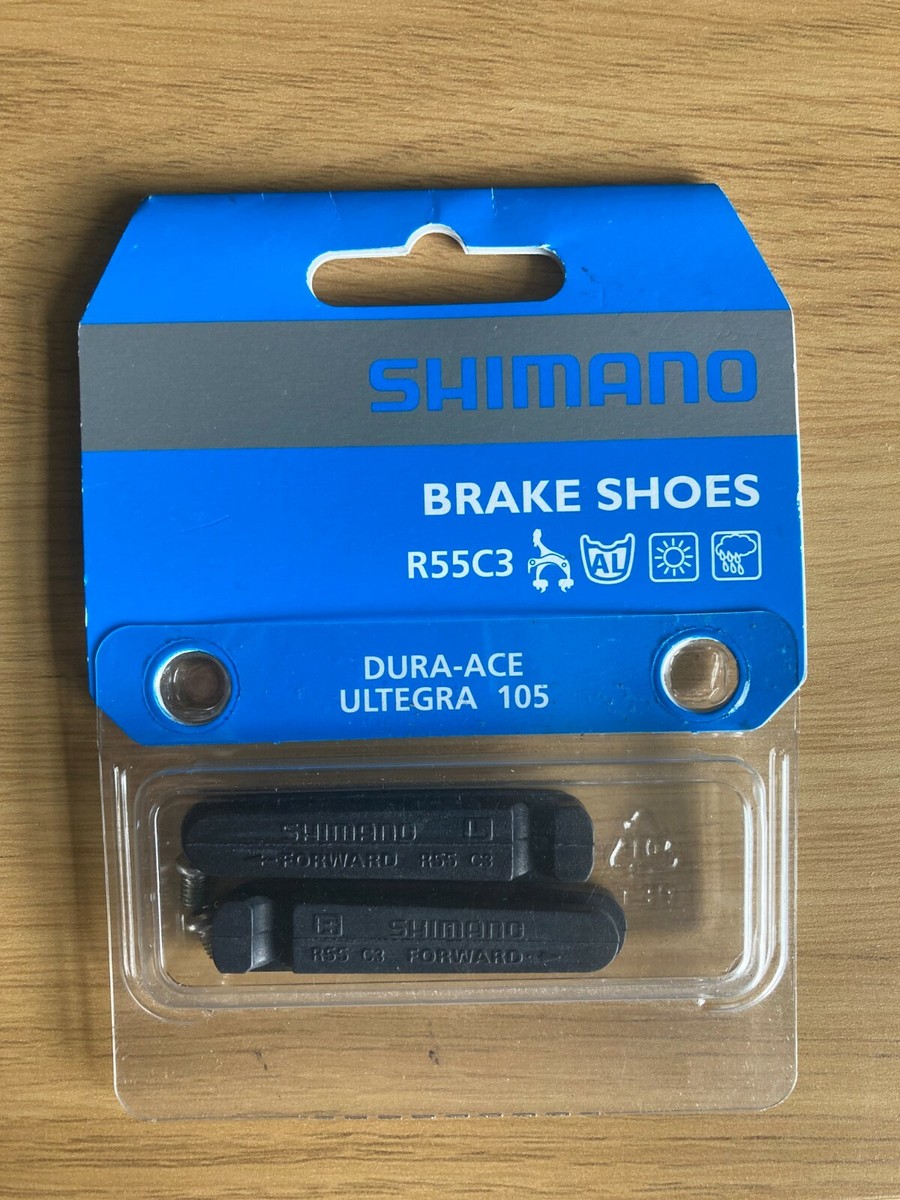 SHIMANO
BRAKE SHOES
R55C3 AL
DURA-ACE
ULTEGRA 105
SHIMANO L
FORWARD R55 C3
R SHIMANO
R55 C3 FORWARD